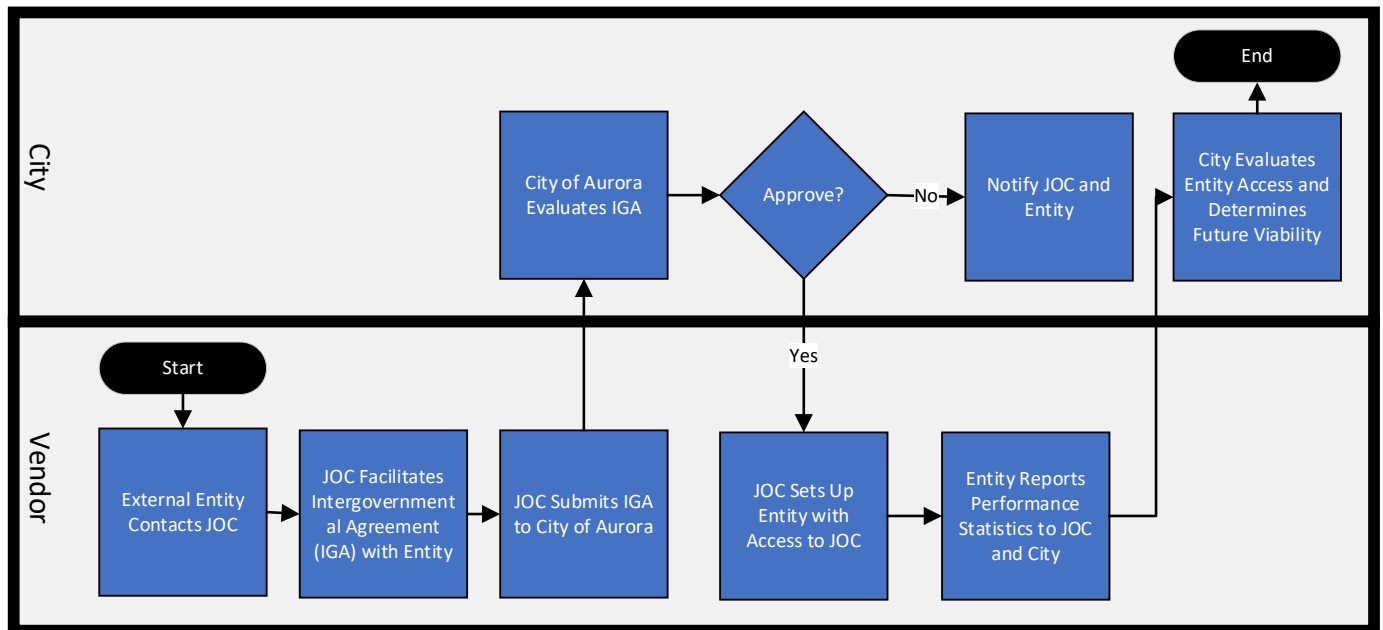 City
End
City of Aurora
Evaluates IGA
Approve?
No
Notify JOC and
Entity
City Evaluates
Entity Access and
Determines
Future Viability
Vendor
Start
Yes
External Entity
Contacts JOC
JOC Facilitates
Intergovernment
al Agreement
(IGA) with Entity
JOC Submits IGA
to City of Aurora
JOC Sets Up
Entity with
Access to JOC
Entity Reports
Performance
Statistics to JOC
and City